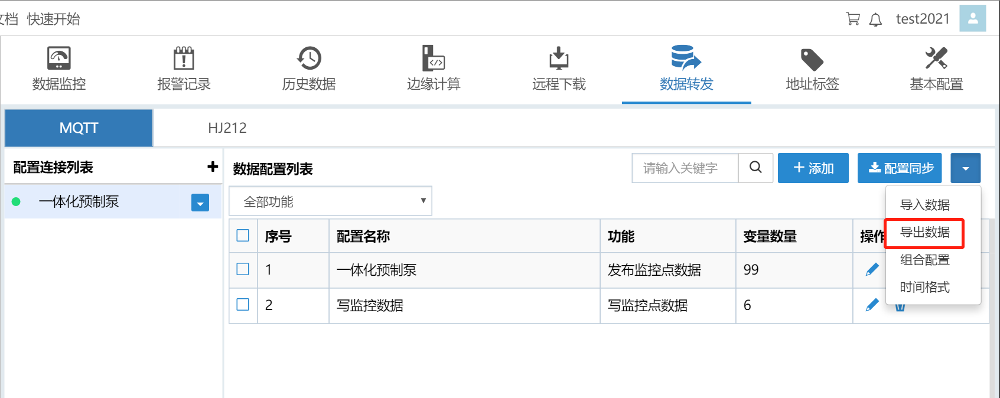 文档 快速开始
test2021
数据监控
报警记录
历史数据
边缘计算
远程下载
数据转发
地址标签
基本配置
MQTT
HJ212
配置连接列表
一体化预制泵
数据配置列表
请输入关键字
添加
配置同步
全部功能
导入数据
导出数据
组合配置
时间格式
序号 配置名称 功能 变量数量 操作
1 一体化预制泵 发布监控点数据 99
2 写监控数据 写监控点数据 6